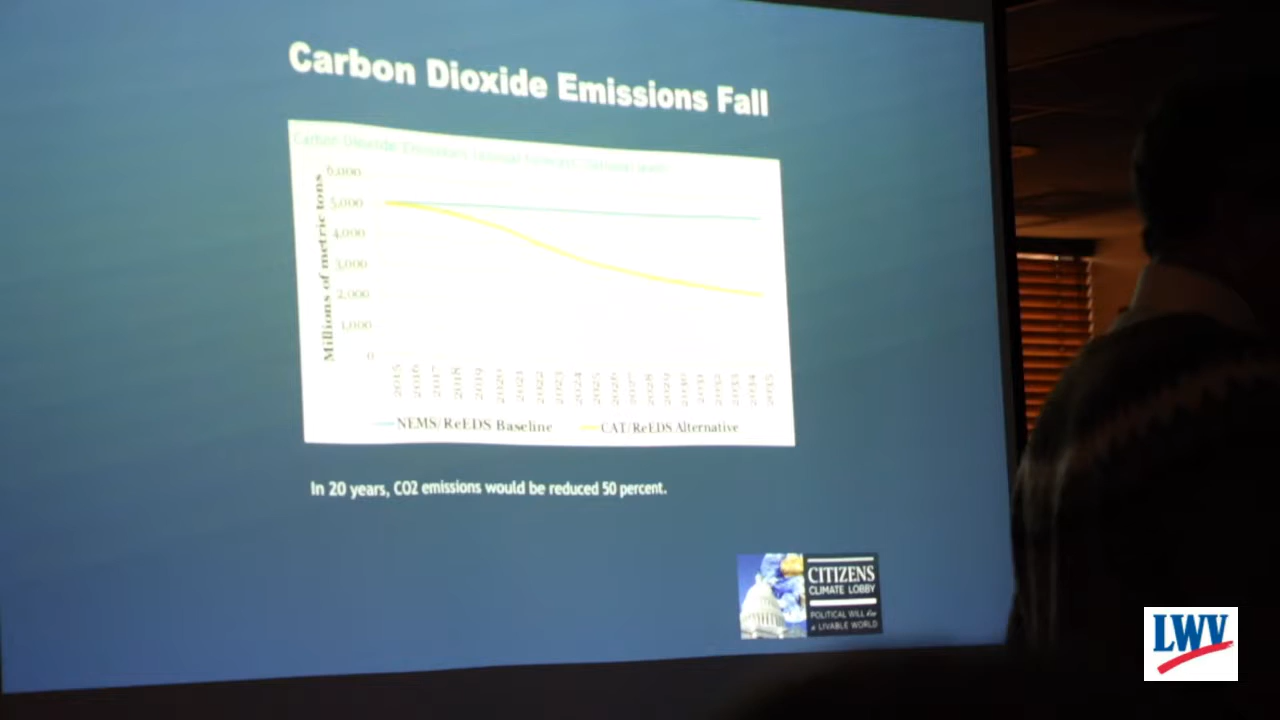 Carbon Dioxide Emissions Fall
Carbon Dioxide Emissions
Millions of metric tons
6,000
5,000
4,000
3,000
2,000
1,000
0
2015 2016 2017 2018 2019 2020 2021 2022 2023 2024 2025 2026 2027 2028 2029 2030 2031 2032 2033 2034 2035
NEMS/ReEDS Baseline CAT/ReEDS Alternative
In 20 years, CO2 emissions would be reduced 50 percent.
CITIZENS
CLIMATE LOBBY
POLITICAL WILL for
a LIVABLE WORLD
LWV